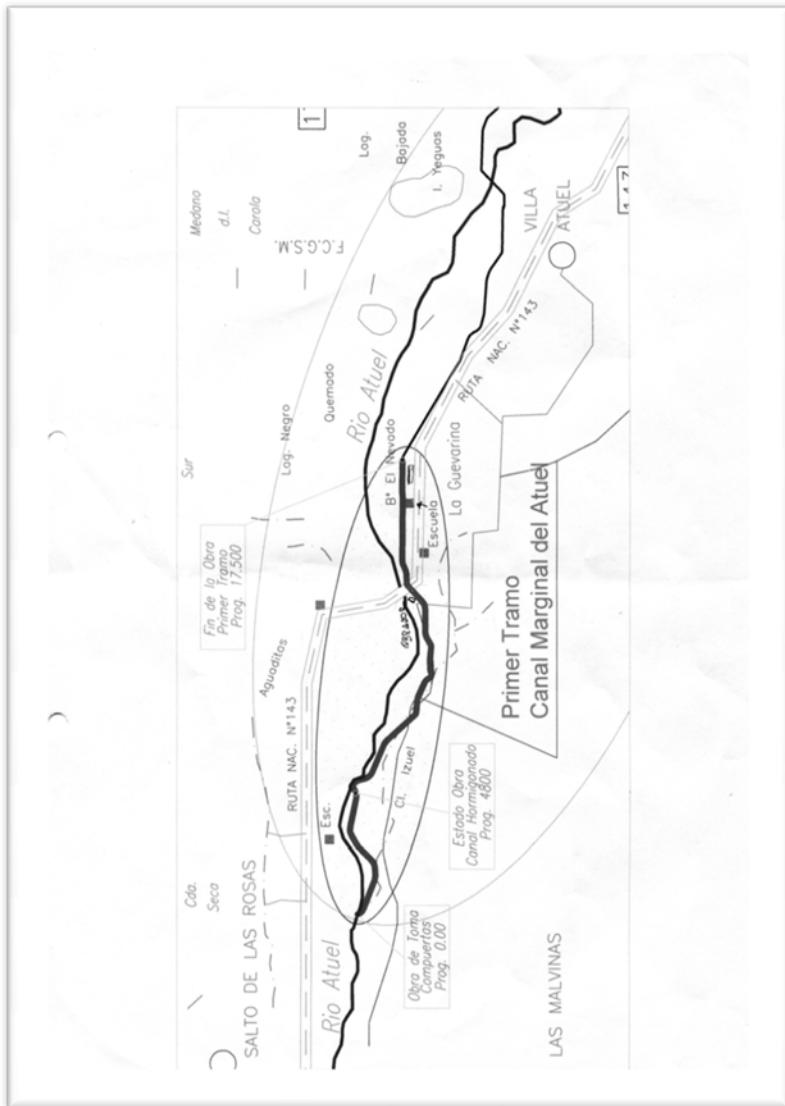 Medano
d.l.
Carola
F.C.G.S.M.
Lag.
Bajada
I. Yeguas
Sur
Lag. Negro
Quemado
Rio Atuel
VILLA
ATUEL
RUTA NAC. N°143
B° El Nevado
La Guevarina
Escuela
Fin de la Obra
Primer Tramo
Prog. 17.500
Aguaditas
RUTA NAC. N°143
Esc.
Cl. Izuel
Primer Tramo
Canal Marginal del Atuel
Estado Obra
Canal Hormigonado
Prog. 4800
Cda.
Seca
SALTO DE LAS ROSAS
Rio Atuel
Obra de Toma
Compuertas
Prog. 0.00
LAS MALVINAS